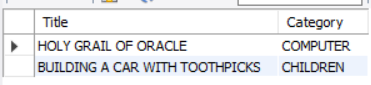 Title Category
HOLY GRAIL OF ORACLE COMPUTER
BUILDING A CAR WITH TOOTHPICKS CHILDREN